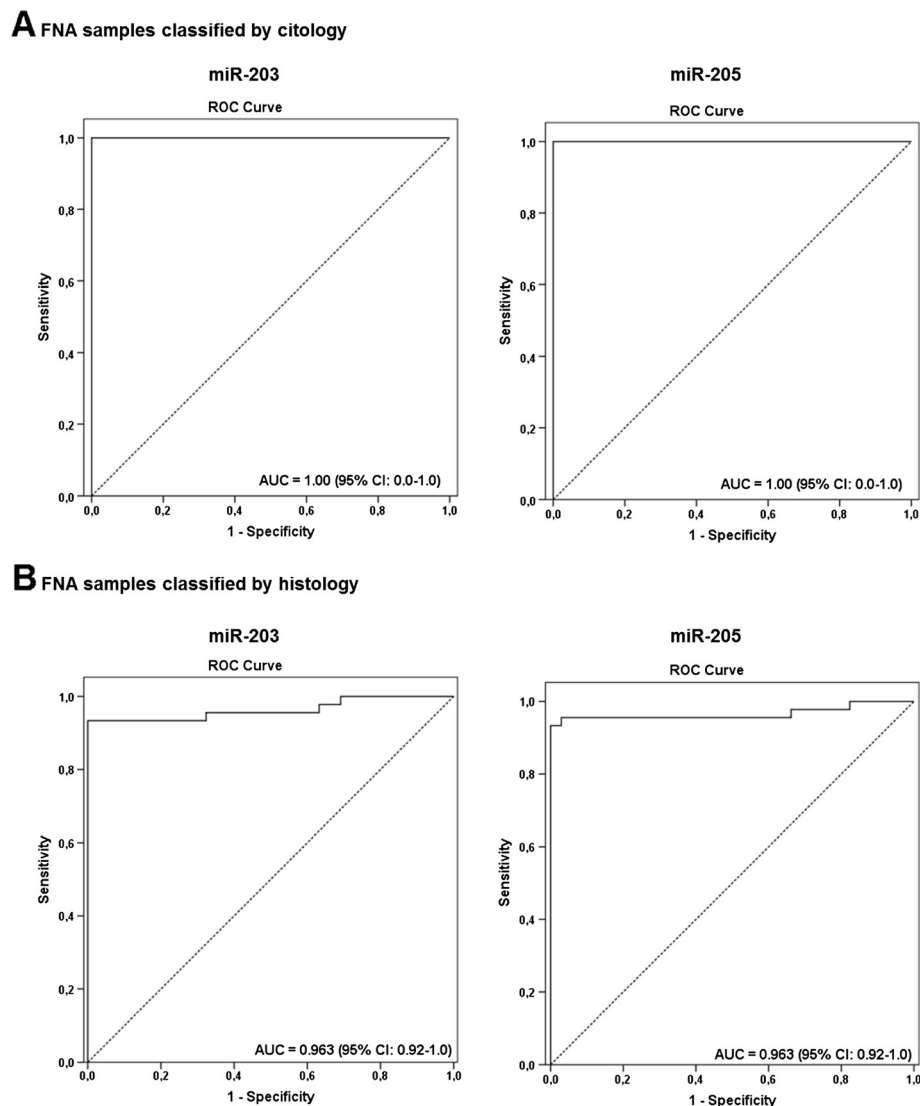 A FNA samples classified by citology
miR-203
ROC Curve
1,0
0,8
0,6
0,4
0,2
0,0
Sensitivity
AUC = 1.00 (95% CI: 0.0-1.0)
0,0 0,2 0,4 0,6 0,8 1,0
1 - Specificity
miR-205
ROC Curve
1,0
0,8
0,6
0,4
0,2
0,0
Sensitivity
AUC = 1.00 (95% CI: 0.0-1.0)
0,0 0,2 0,4 0,6 0,8 1,0
1 - Specificity
B FNA samples classified by histology
miR-203
ROC Curve
1,0
0,8
0,6
0,4
0,2
0,0
Sensitivity
AUC = 0.963 (95% CI: 0.92-1.0)
0,0 0,2 0,4 0,6 0,8 1,0
1 - Specificity
miR-205
ROC Curve
1,0
0,8
0,6
0,4
0,2
0,0
Sensitivity
AUC = 0.963 (95% CI: 0.92-1.0)
0,0 0,2 0,4 0,6 0,8 1,0
1 - Specificity